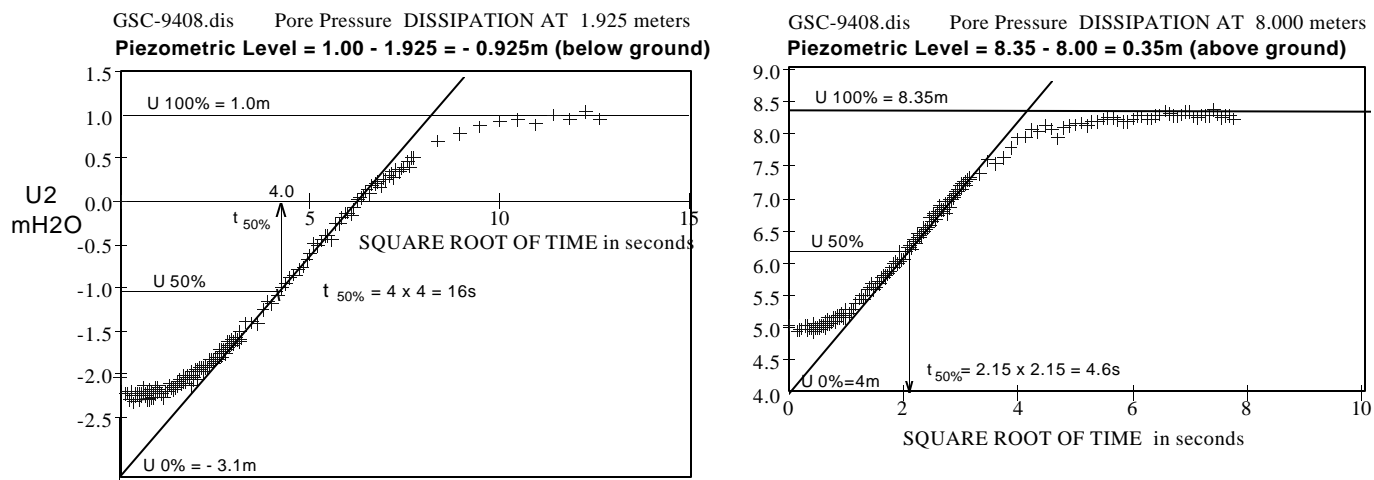 GSC-9408.dis Pore Pressure DISSIPATION AT 1.925 meters
Piezometric Level = 1.00 - 1.925 = - 0.925m (below ground)
1.5
U 100% = 1.0m
1.0
0.5
4.0
U2
mH2O
0.0
5
10
15
t 50%
SQUARE ROOT OF TIME in seconds
-0.5
U 50%
-1.0
t 50% = 4 x 4 = 16s
-1.5
-2.0
-2.5
U 0% = - 3.1m
GSC-9408.dis Pore Pressure DISSIPATION AT 8.000 meters
Piezometric Level = 8.35 - 8.00 = 0.35m (above ground)
9.0
U 100% = 8.35m
8.5
8.0
7.5
7.0
6.5
U 50%
6.0
5.5
5.0
4.5
t 50% = 2.15 x 2.15 = 4.6s
U 0%=4m
4.0
0 2 4 6 8 10
SQUARE ROOT OF TIME in seconds